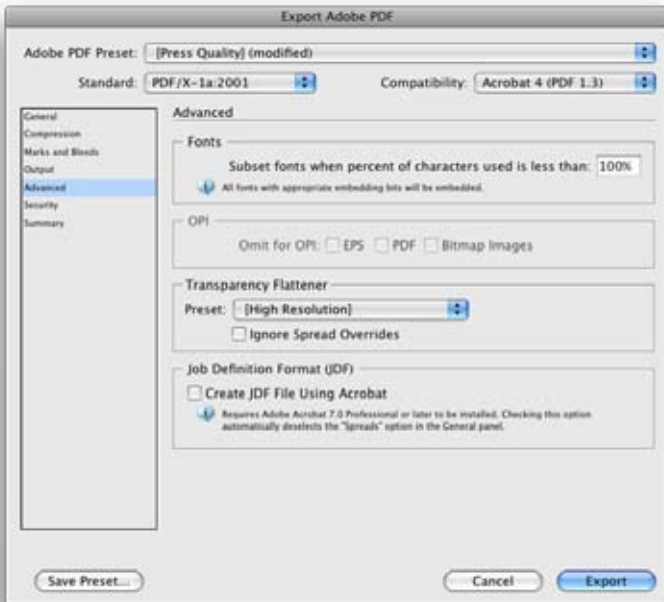 Export Adobe PDF
Adobe PDF Preset: [Press Quality] (modified)
Standard: PDF/X-1a:2001 Compatibility: Acrobat 4 (PDF 1.3)
General
Compression
Marks and Bleeds
Output
Advanced
Security
Summary
Advanced
Fonts
Subset fonts when percent of characters used is less than: 100%
All fonts with appropriate embedding bits will be embedded.
OPI
Omit for OPI: EPS PDF Bitmap Images
Transparency Flattener
Preset: [High Resolution]
Ignore Spread Overrides
Job Definition Format (JDF)
Create JDF File Using Acrobat
Requires Adobe Acrobat 7.0 Professional or later to be installed. Checking this option
automatically deselects the "Spreads" option in the General panel.
Save Preset... Cancel Export